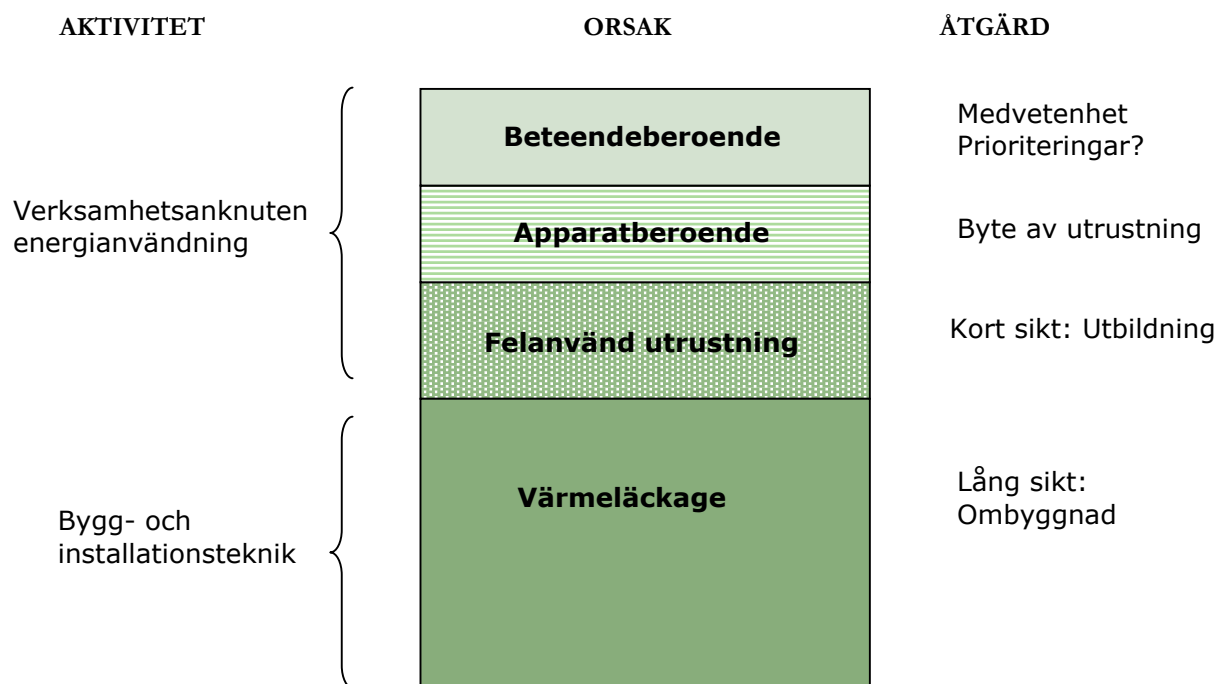 AKTIVITET ORSAK ÅTGÄRD
Beteendeberoende
Medvetenhet
Prioriteringar?
Verksamhetsanknuten
energianvändning
Apparatberoende
Byte av utrustning
Felanvänd utrustning
Kort sikt: Utbildning
Bygg- och
installationsteknik
Värmeläckage
Lång sikt:
Ombyggnad